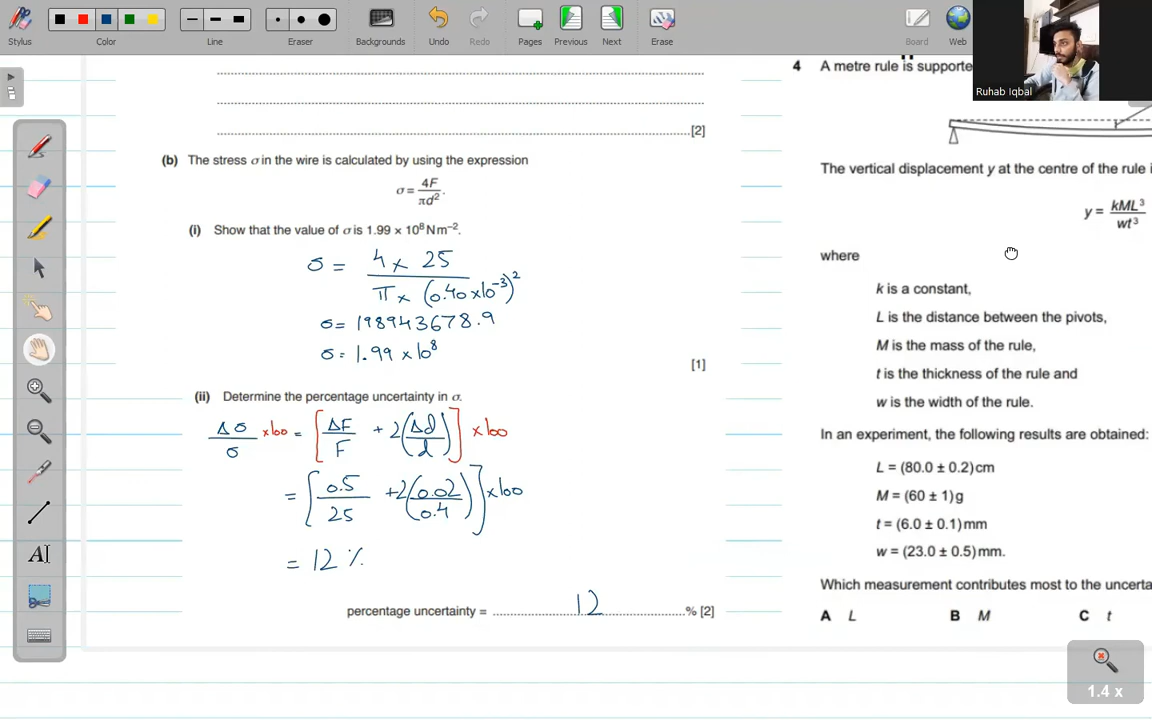 Stylus
Color
Line
Eraser
Backgrounds
Undo
Redo
Pages
Previous
Next
Erase
Board
Web
Ruhab Iqbal
[2]
(b) The stress σ in the wire is calculated by using the expression
σ = 4F / πd².
(i) Show that the value of σ is 1.99 × 10⁸ N m⁻².
σ = 4 × 25 / π × (0.40 × 10⁻³)²
σ = 198943678.9
σ = 1.99 × 10⁸
[1]
(ii) Determine the percentage uncertainty in σ.
Δσ/σ ×100 = [ΔF/F + 2(Δd/d)] ×100
= [0.5/25 + 2(0.02/0.4)] ×100
= 12 %
percentage uncertainty = 12 % [2]
4 A metre rule is supporte
The vertical displacement y at the centre of the rule i
y = kML³ / wt³
where
k is a constant,
L is the distance between the pivots,
M is the mass of the rule,
t is the thickness of the rule and
w is the width of the rule.
In an experiment, the following results are obtained:
L = (80.0 ± 0.2) cm
M = (60 ± 1) g
t = (6.0 ± 0.1) mm
w = (23.0 ± 0.5) mm.
Which measurement contributes most to the uncerta
A L B M C t
AI
1.4 x